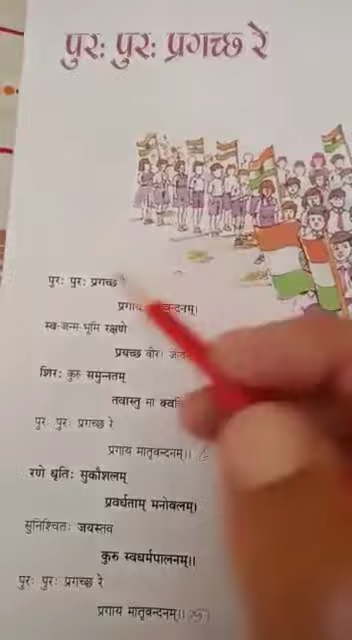 पुरः पुरः प्रगच्छ रे
पुरः पुरः प्रगच्छ
स्व-जन्म-भूमि रक्षणे
प्रयच्छ वीर!
शिरः कुरु समुन्नतम्
तवास्तु मा
पुरः पुरः प्रगच्छ रे
प्रगाय मातृवन्दनम्।।
रणे धृतिः सुकौशलम्
प्रवर्धताम् मनोबलम्।
सुनिश्चितः जयस्तव
कुरु स्वधर्मपालनम्।।
पुरः पुरः प्रगच्छ रे
प्रगाय मातृवन्दनम्।।